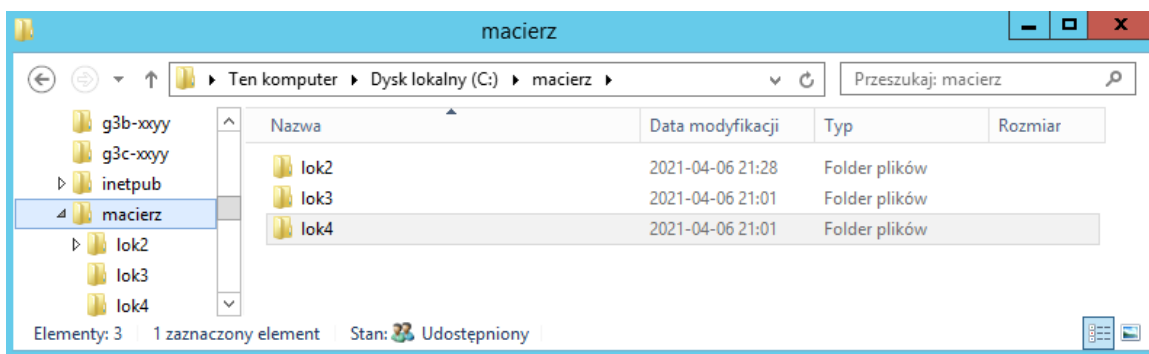 macierz
Ten komputer Dysk lokalny (C:) macierz Przeszukaj: macierz
g3b-xxyy
g3c-xxyy
inetpub
macierz
lok2
lok3
lok4
Nazwa Data modyfikacji Typ Rozmiar
lok2 2021-04-06 21:28 Folder plików
lok3 2021-04-06 21:01 Folder plików
lok4 2021-04-06 21:01 Folder plików
Elementy: 3 1 zaznaczony element Stan: Udostępniony